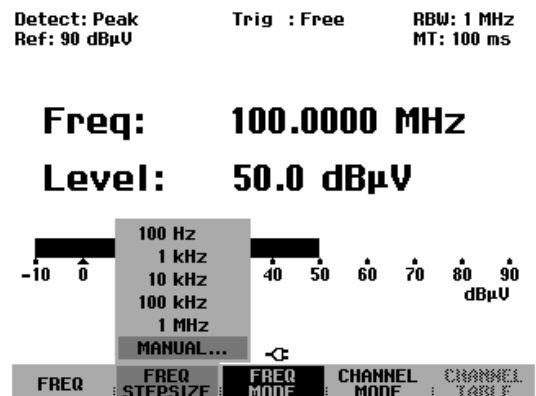 Detect: Peak Trig : Free RBW: 1 MHz
Ref: 90 dBµV MT: 100 ms
Freq: 100.0000 MHz
Level: 50.0 dBµV
100 Hz
1 kHz
10 kHz
100 kHz
1 MHz
MANUAL...
-10 0 40 50 60 70 80 90
dBµV
FREQ FREQ STEPSIZE FREQ MODE CHANNEL MODE CHANNEL TABLE